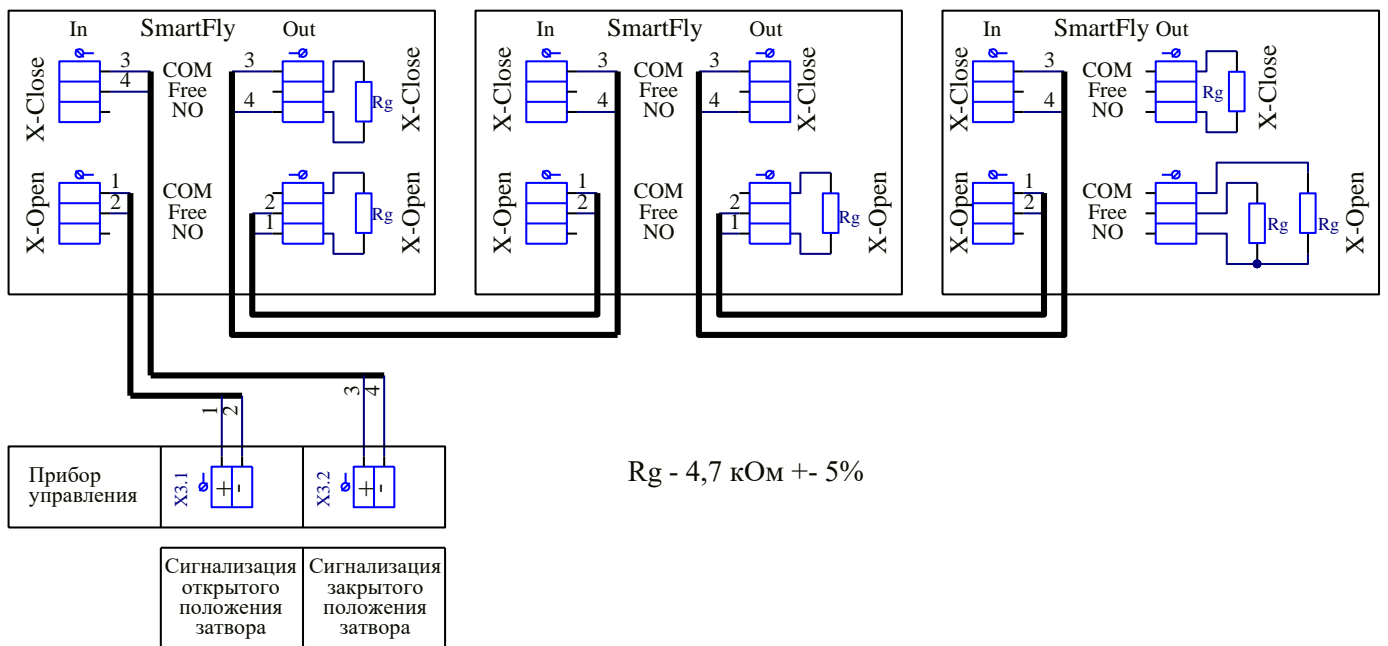 In SmartFly Out
X-Close
3
4
COM
Free
NO
3
4
Rg
X-Close
X-Open
1
2
COM
Free
NO
2
1
Rg
X-Open
In SmartFly Out
X-Close
3
4
COM
Free
NO
3
4
X-Close
X-Open
1
2
COM
Free
NO
2
1
Rg
X-Open
In SmartFly Out
X-Close
3
4
COM
Free
NO
Rg
X-Close
X-Open
1
2
COM
Free
NO
Rg
Rg
X-Open
1
2
3
4
Прибор
управления
X3.1
+ -
X3.2
+ -
Rg - 4,7 кОм +- 5%
Сигнализация
открытого
положения
затвора
Сигнализация
закрытого
положения
затвора